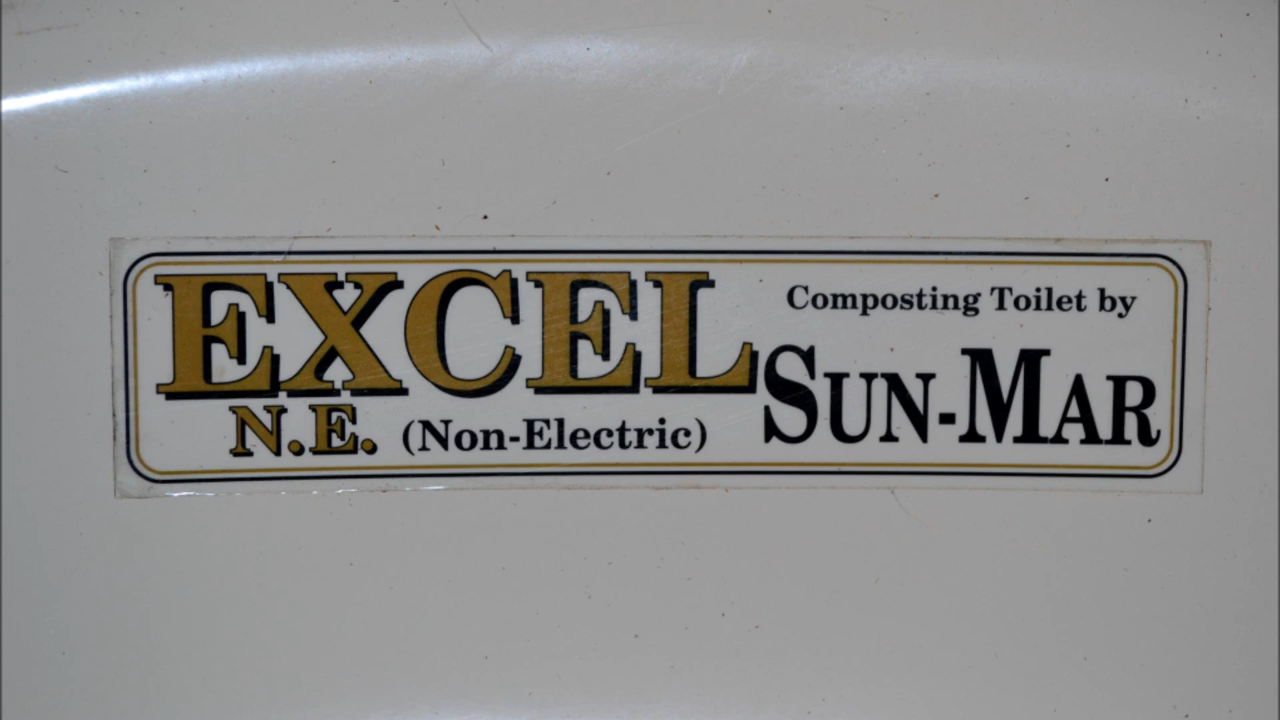 EXCEL
N.E. (Non-Electric)
Composting Toilet by
SUN-MAR